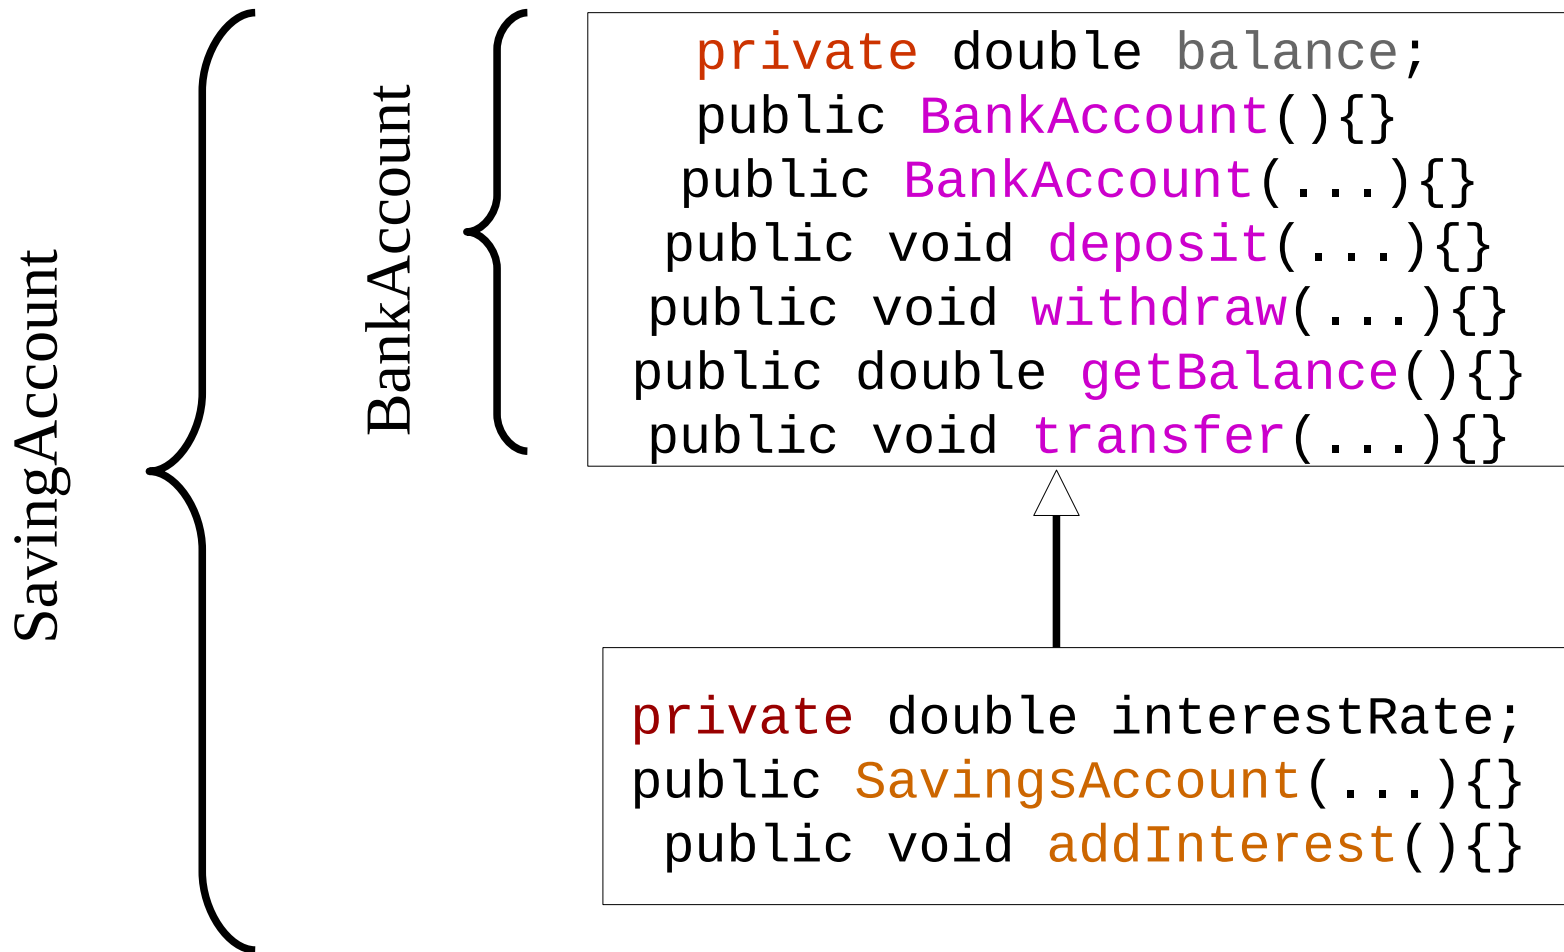 SavingAccount
BankAccount
private double balance;
public BankAccount(){}
public BankAccount(...){}
public void deposit(...){}
public void withdraw(...){}
public double getBalance(){}
public void transfer(...){}
private double interestRate;
public SavingsAccount(...){}
public void addInterest(){}